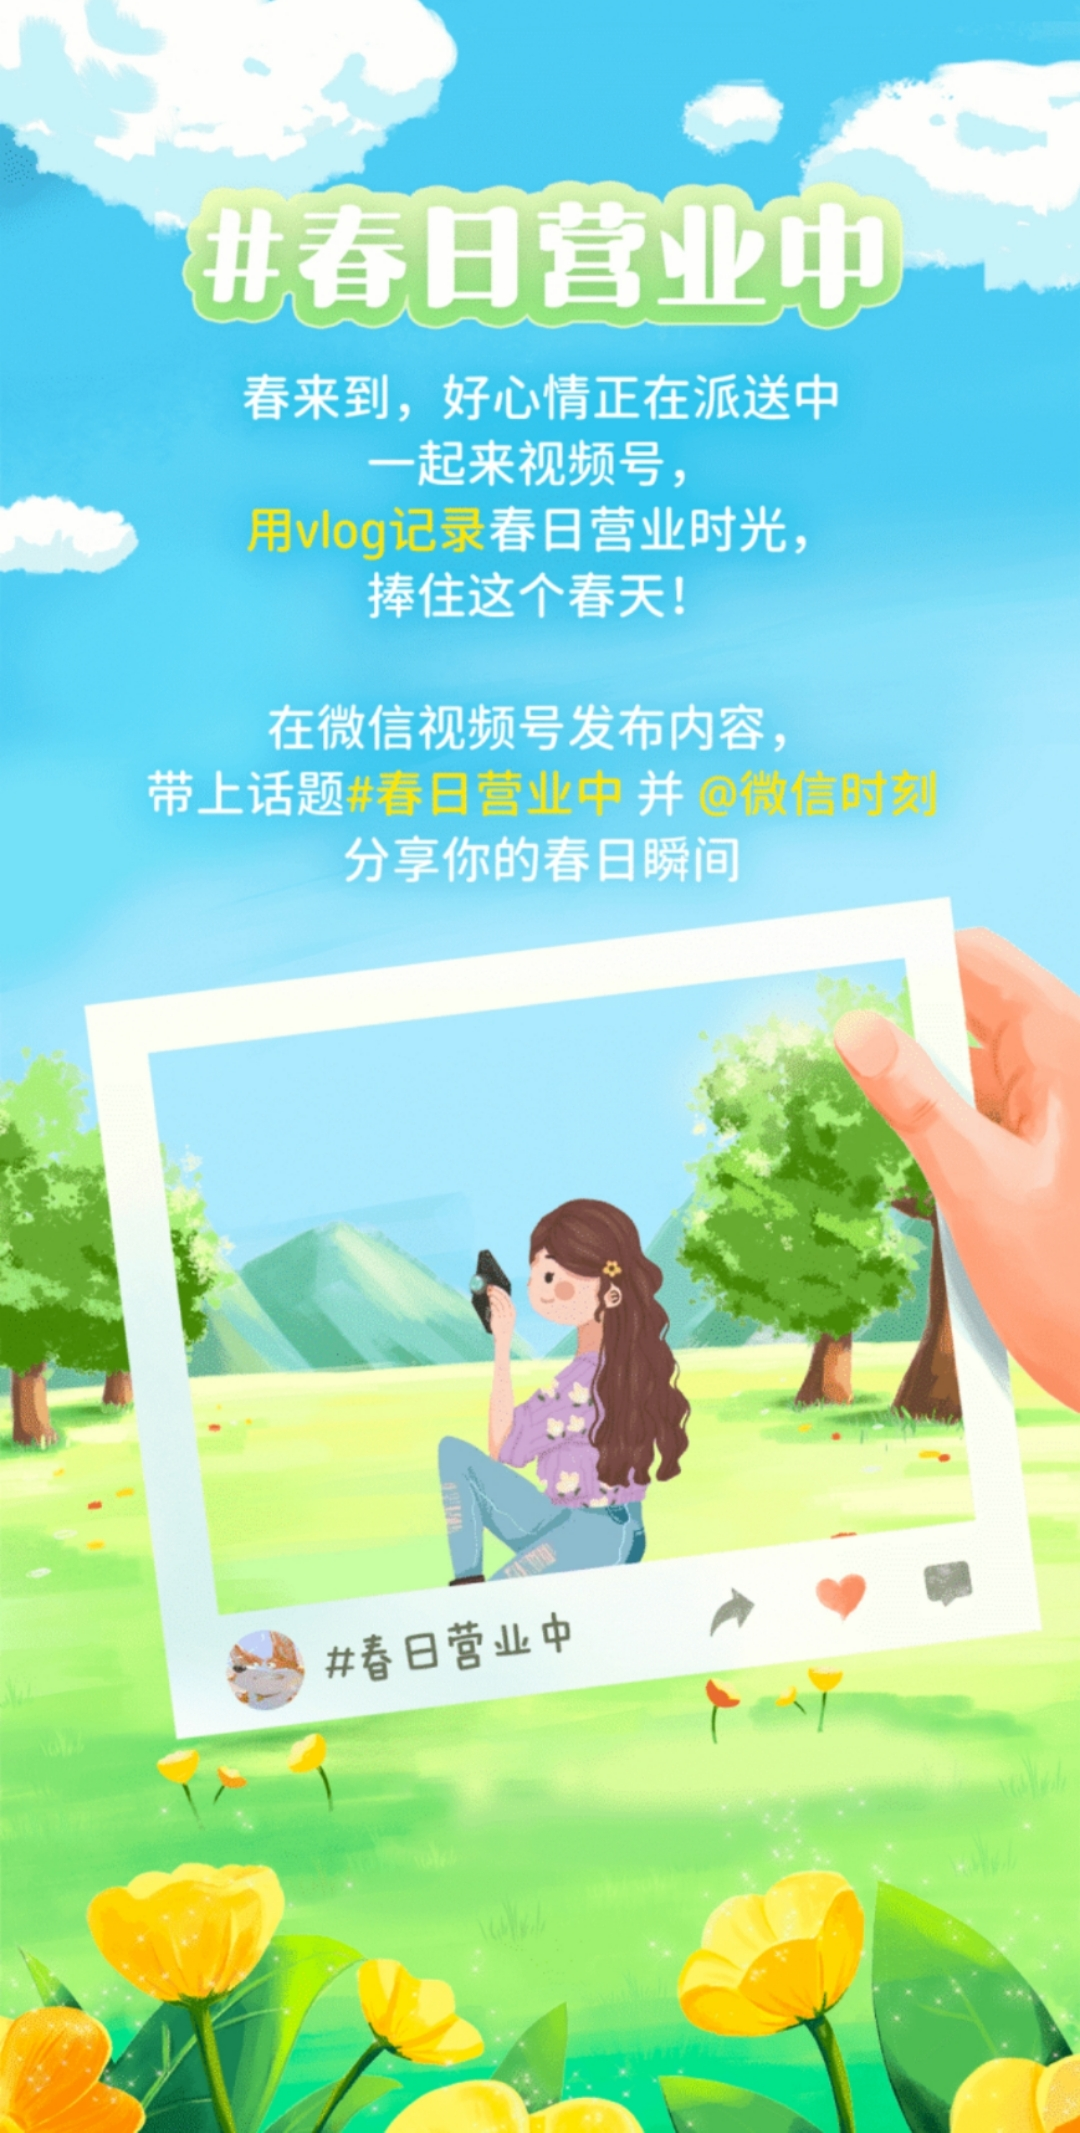 #春日营业中
春来到，好心情正在派送中
一起来视频号，
用vlog记录春日营业时光，
捧住这个春天！
在微信视频号发布内容，
带上话题#春日营业中 并 @微信时刻
分享你的春日瞬间
#春日营业中